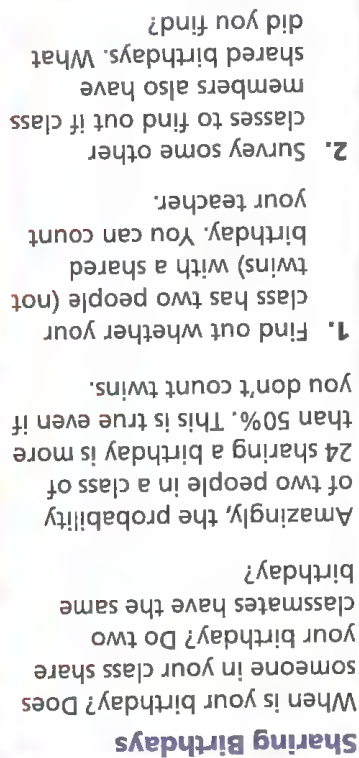 Sharing Birthdays
When is your birthday? Does
someone in your class share
your birthday? Do two
classmates have the same
birthday?
Amazingly, the probability
of two people in a class of
24 sharing a birthday is more
than 50%. This is true even if
you don't count twins.
1. Find out whether your
class has two people (not
twins) with a shared
birthday. You can count
your teacher.
2. Survey some other
classes to find out if class
members also have
shared birthdays. What
did you find?